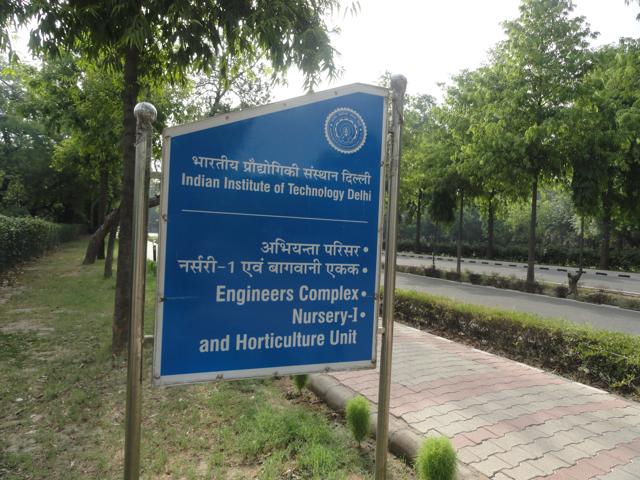 भारतीय प्रौद्योगिकी संस्थान दिल्ली
Indian Institute of Technology Delhi
अभियन्ता परिसर•
नर्सरी-1 एवं बागवानी एकक•
Engineers Complex•
Nursery-I•
and Horticulture Unit